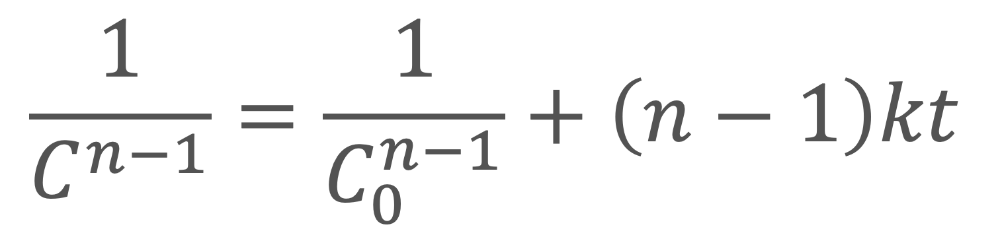 1/C^{n−1} = 1/C_0^{n−1} + (n − 1)kt